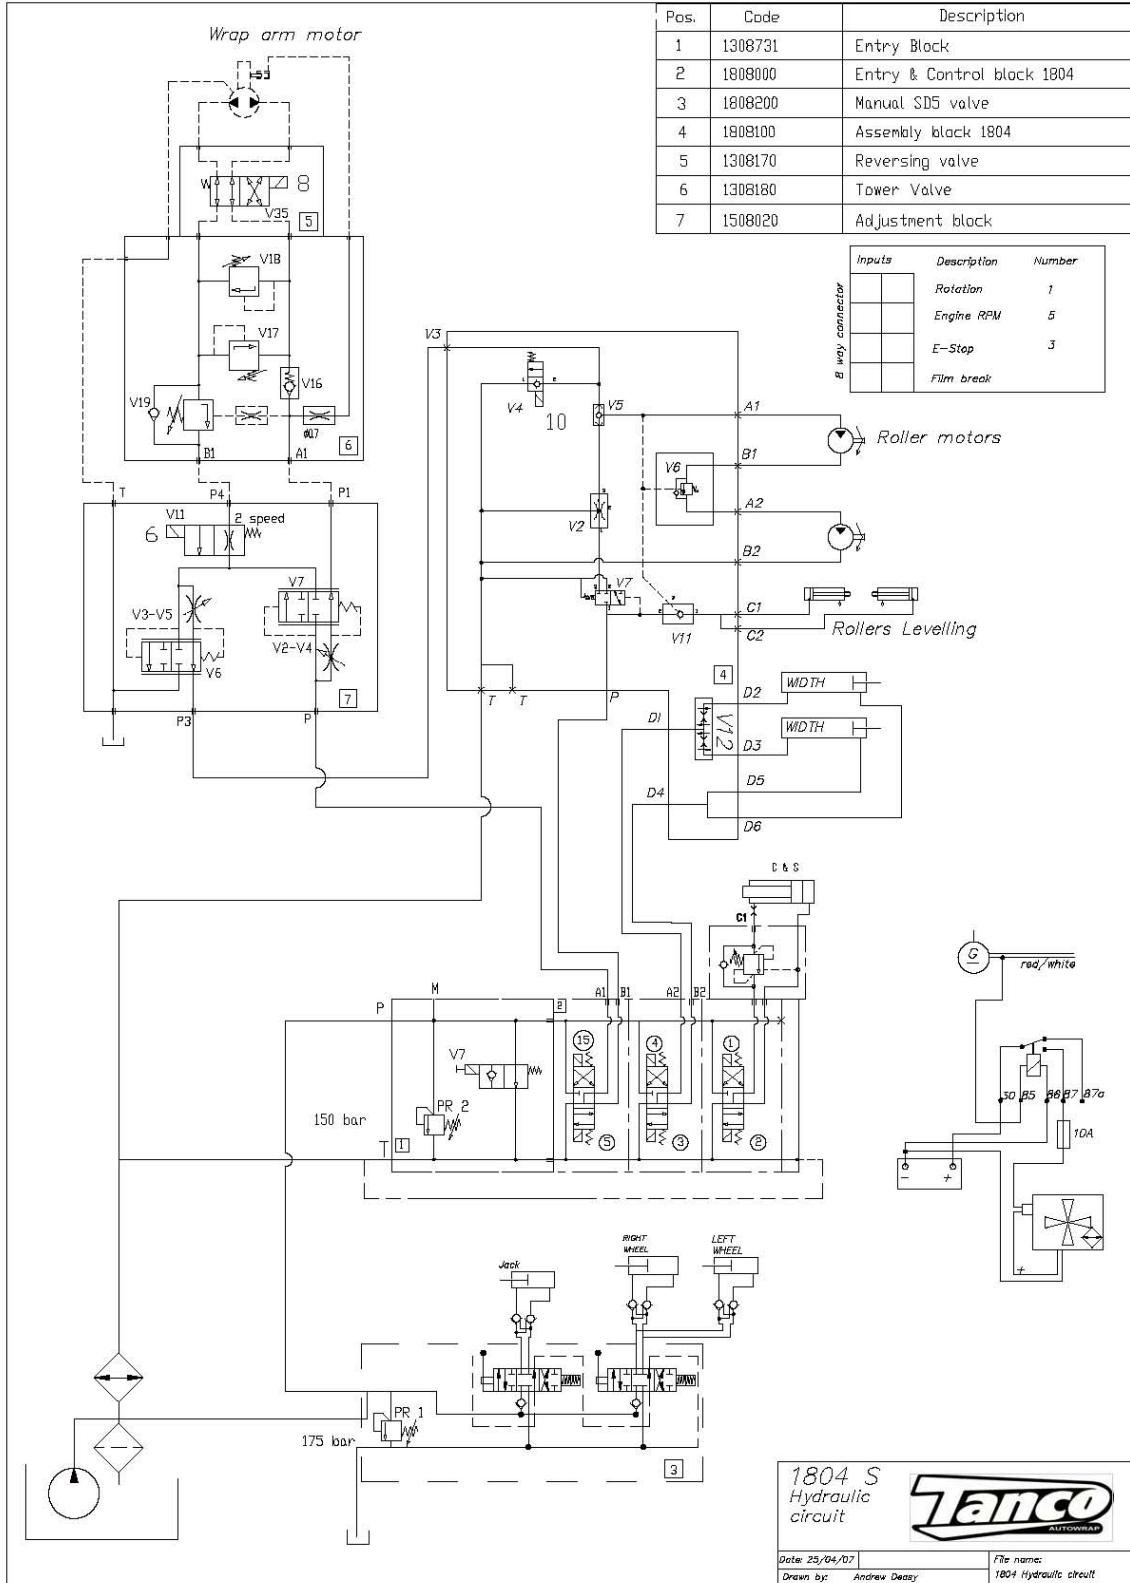 Wrap arm motor
Pos. Code Description
1 1308731 Entry Block
2 1808000 Entry & Control block 1804
3 1808200 Manual SD5 valve
4 1808100 Assembly block 1804
5 1308170 Reversing valve
6 1308180 Tower Valve
7 1508020 Adjustment block
Inputs Description Number
Rotation 1
Engine RPM 5
E-Stop 3
Film break
8 way connector
W
8
V35
5
V18
V17
V16
V19
ø0.7
6
B1
A1
T
P4
P1
V11
2 speed
6
V7
V3-V5
V2-V4
V6
7
P3
P
V3
V4
10
V5
A1
Roller motors
B1
V6
A2
V2
B2
V7
C1
C2
V11
Rollers Levelling
4
T
T
P
D2
WIDTH
D1
V12
WIDTH
D3
D5
D4
D6
C & S
C1
G
red/white
M
P
2
A1
B1
A2
B2
15
4
1
V7
PR 2
150 bar
T
1
5
3
2
30
85
86
87
87a
10A
-
+
+
RIGHT
WHEEL
LEFT
WHEEL
Jack
PR 1
175 bar
3
1804 S
Hydraulic
circuit
Tanco
AUTOWRAP
Date: 25/04/07
File name:
Drawn by: Andrew Deasy
1804 Hydraulic circuit